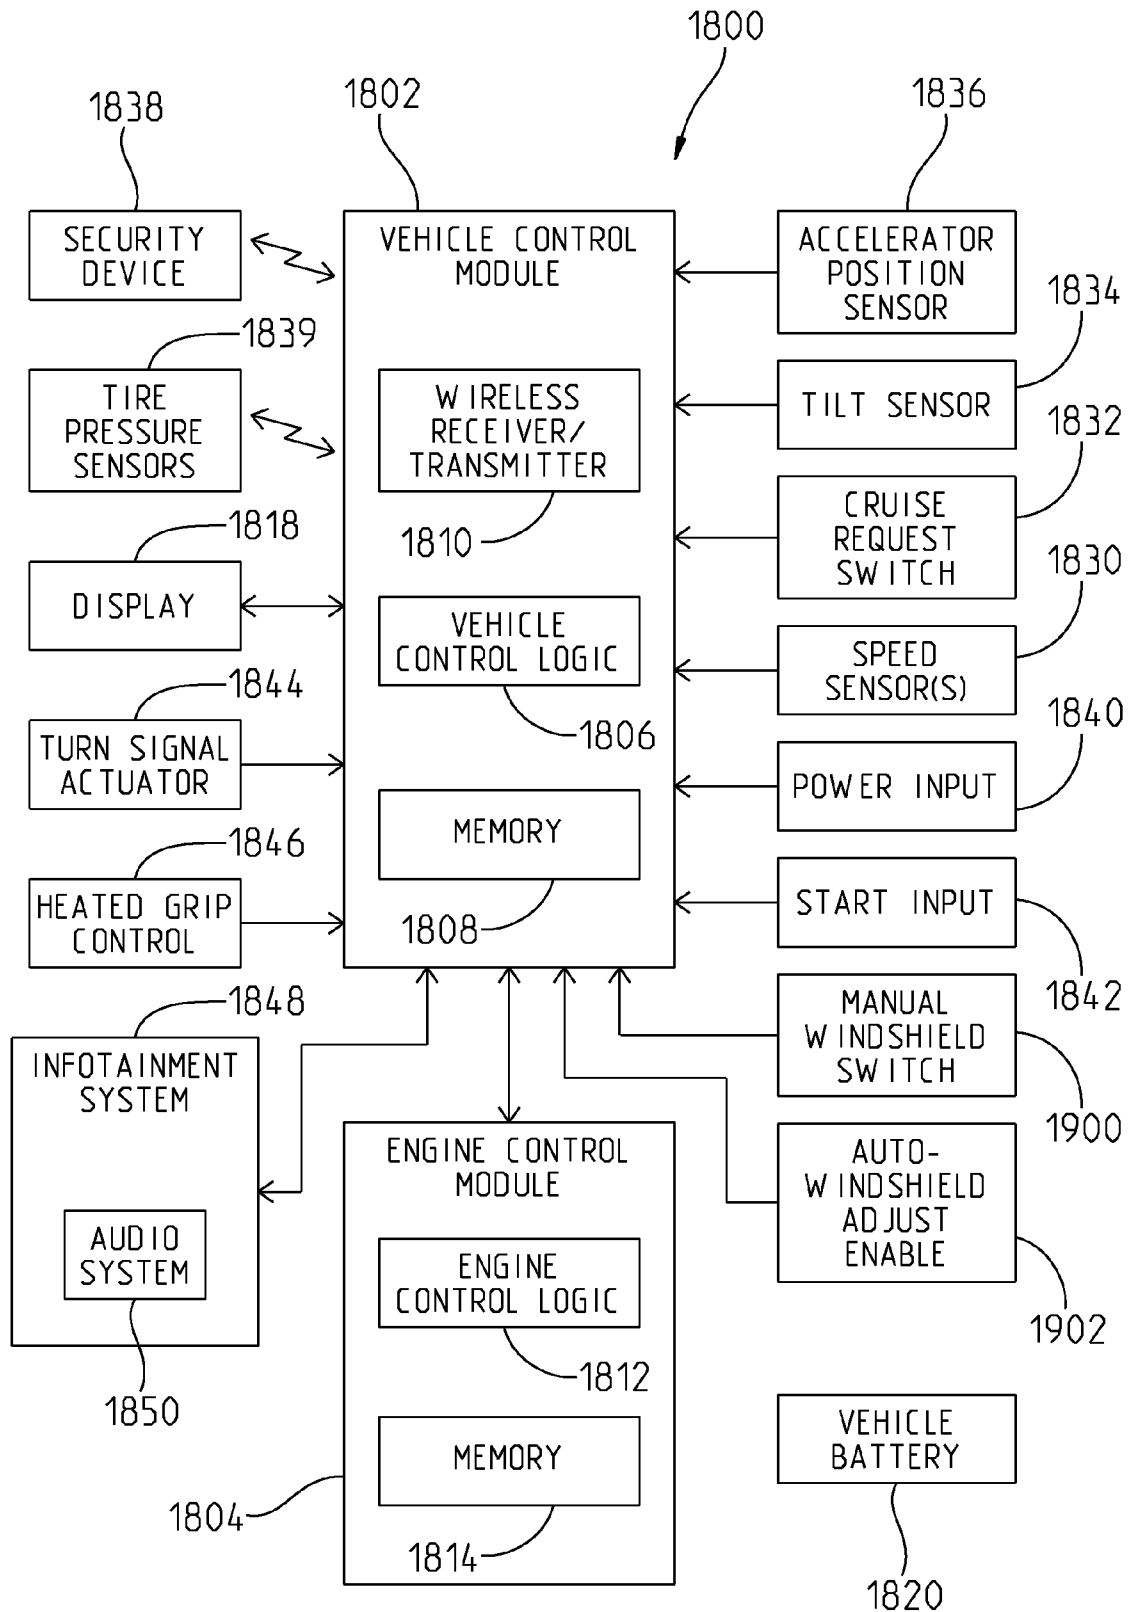 1800
1838
1802
1836
SECURITY
DEVICE
VEHICLE CONTROL
MODULE
ACCELERATOR
POSITION
SENSOR
1839
1834
TIRE
PRESSURE
SENSORS
WIRELESS
RECEIVER/
TRANSMITTER
TILT SENSOR
1832
1818
1810
CRUISE
REQUEST
SWITCH
1830
DISPLAY
VEHICLE
CONTROL LOGIC
SPEED
SENSOR(S)
1844
1806
1840
TURN SIGNAL
ACTUATOR
POWER INPUT
MEMORY
1846
HEATED GRIP
CONTROL
1808
START INPUT
1842
1848
MANUAL
WINDSHIELD
SWITCH
INFOTAINMENT
SYSTEM
1900
ENGINE CONTROL
MODULE
AUTO-
WINDSHIELD
ADJUST
ENABLE
AUDIO
SYSTEM
ENGINE
CONTROL LOGIC
1902
1812
1850
VEHICLE
BATTERY
MEMORY
1804
1814
1820